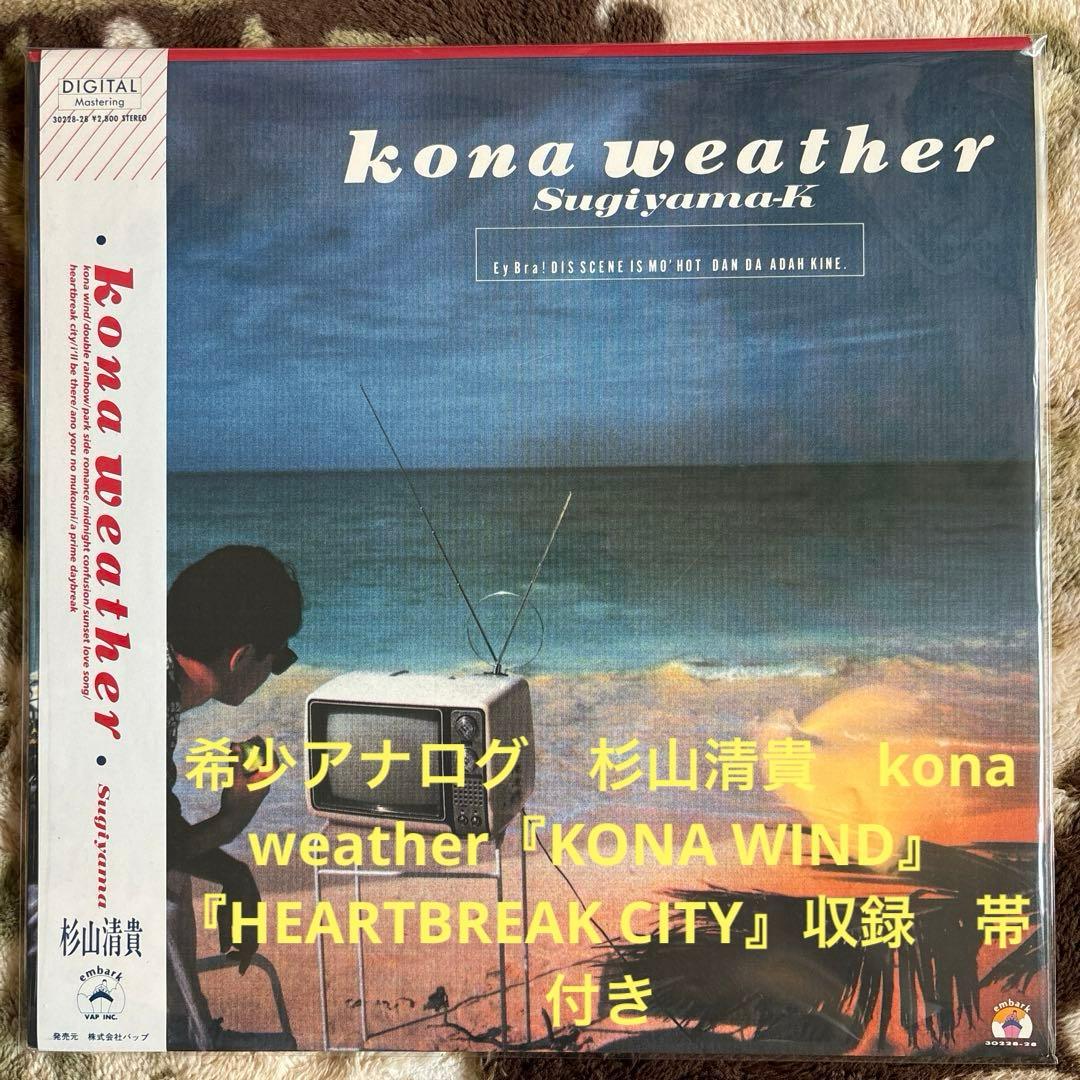 DIGITAL
Mastering
30228-28 ¥2,800 STEREO
• kona weather • Sugiyama
kona wind/double rainbow/park side romance/midnight confusion/sunset love song/
heartbreak city/i'll be there/ano yoru no mukouni/a prime daybreak
杉山清貴
embark
VAP INC.
発売元 株式会社バップ
kona weather
Sugiyama-K
Ey Bra! DIS SCENE IS MO' HOT DAN DA ADAH KINE.
希少アナログ 杉山清貴 kona
weather『KONA WIND』
『HEARTBREAK CITY』収録 帯
付き
embark
30228-28